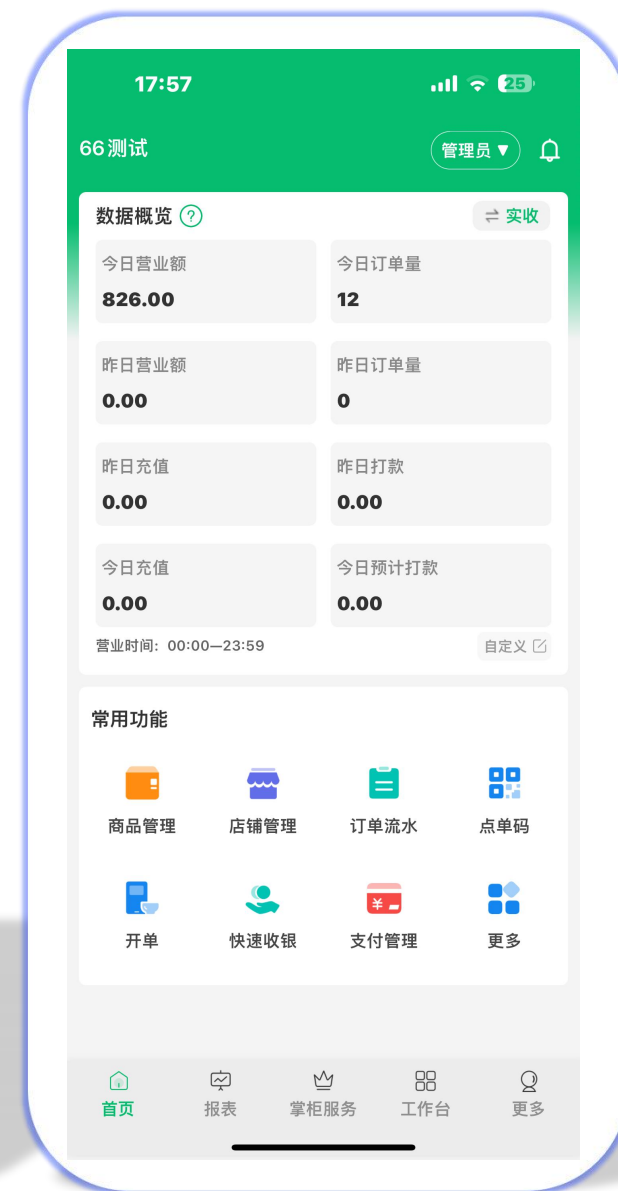 17:57 25
66测试 管理员▼
数据概览 ? ⇌ 实收
今日营业额 今日订单量
826.00 12
昨日营业额 昨日订单量
0.00 0
昨日充值 昨日打款
0.00 0.00
今日充值 今日预计打款
0.00 0.00
营业时间: 00:00—23:59 自定义
常用功能
商品管理 店铺管理 订单流水 点单码
¥
开单 快速收银 支付管理 更多
首页 报表 掌柜服务 工作台 更多